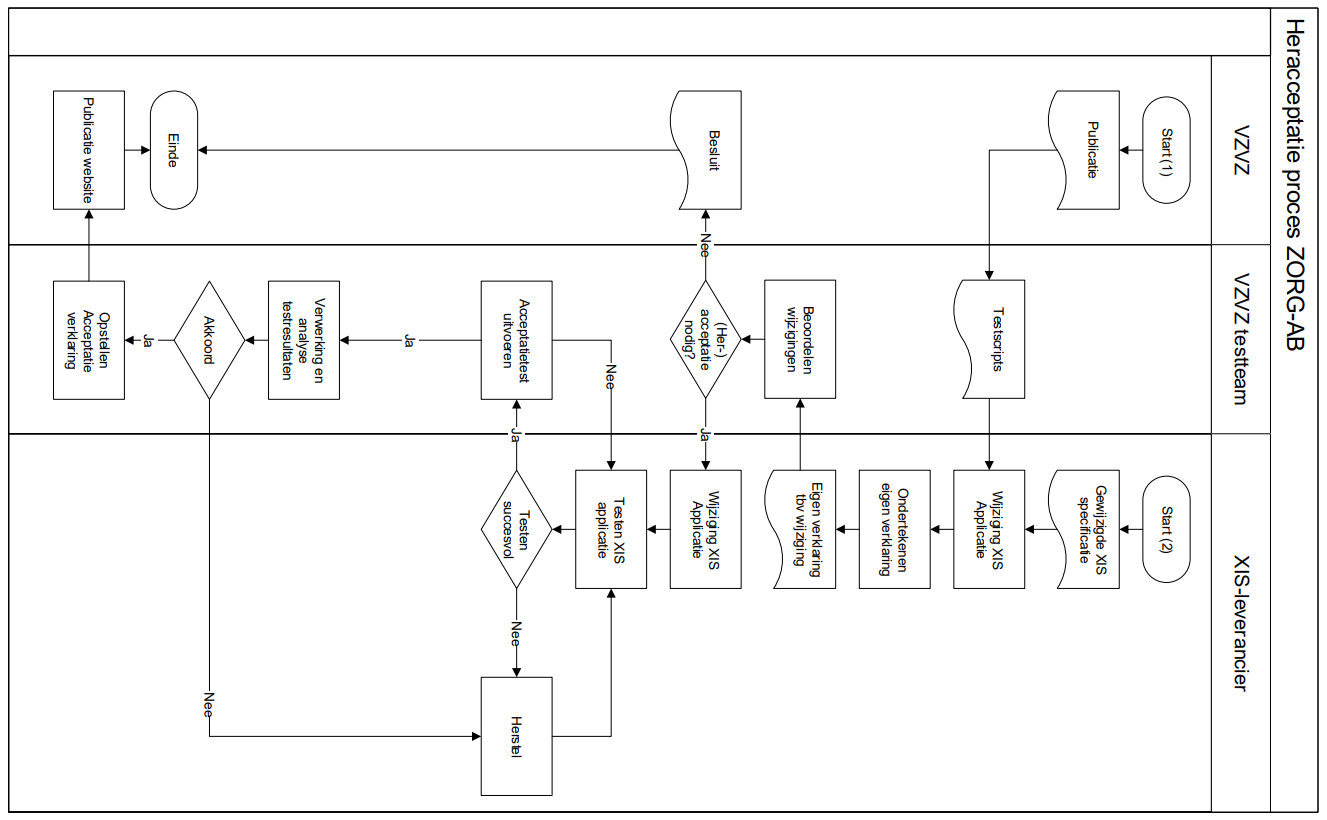 Heracceptatie proces ZORG-AB
VZVZ
VZVZ testteam
XIS-leverancier
Start (1)
Start (2)
Publicatie
Gewijzigde XIS
specificatie
Testscripts
Wijziging XIS
Applicatie
Ondertekenen
eigen verklaring
Eigen verklaring
tbv wijziging
Beoordelen
wijzigingen
(Her-)
acceptatie
nodig?
Nee
Besluit
Ja
Wijziging XIS
Applicatie
Testen XIS
applicatie
Nee
Testen
succesvol
Ja
Nee
Herstel
Acceptatietest
uitvoeren
Ja
Verwerking en
analyse
testresultaten
Akkoord
Nee
Ja
Opstellen
Acceptatie
verklaring
Publicatie website
Einde